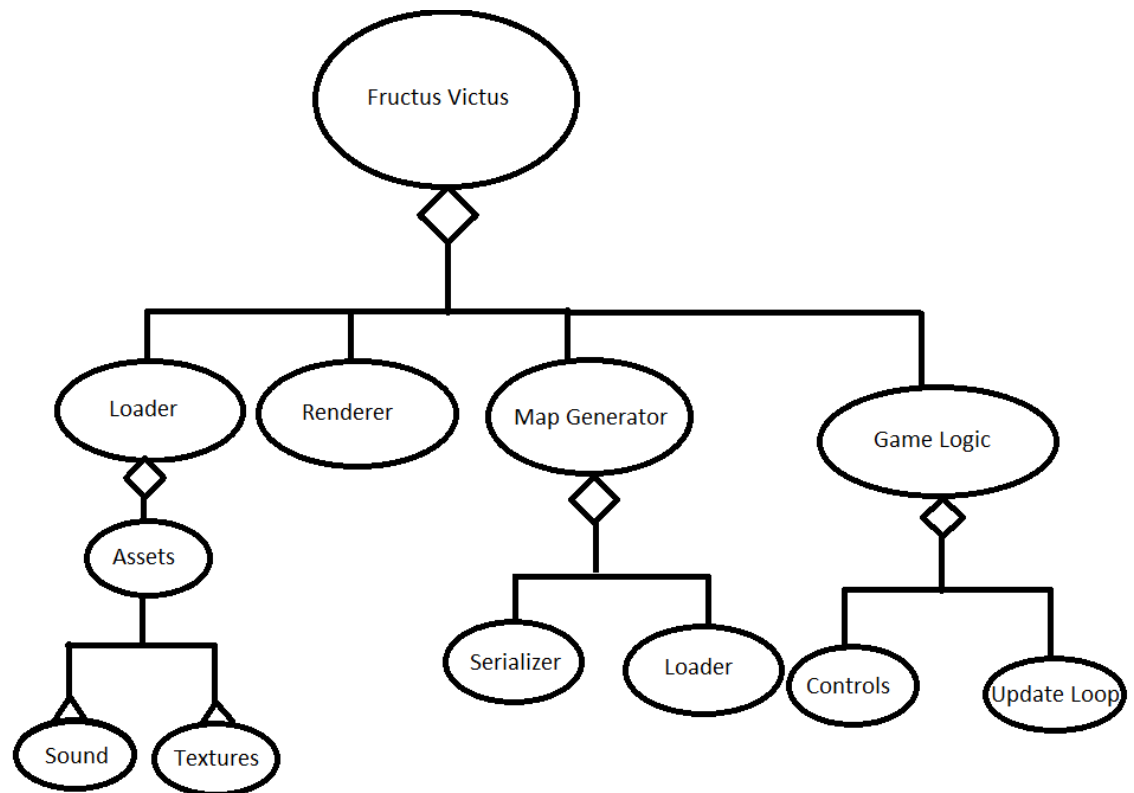 Fructus Victus
Loader
Renderer
Map Generator
Game Logic
Assets
Serializer
Loader
Controls
Update Loop
Sound
Textures